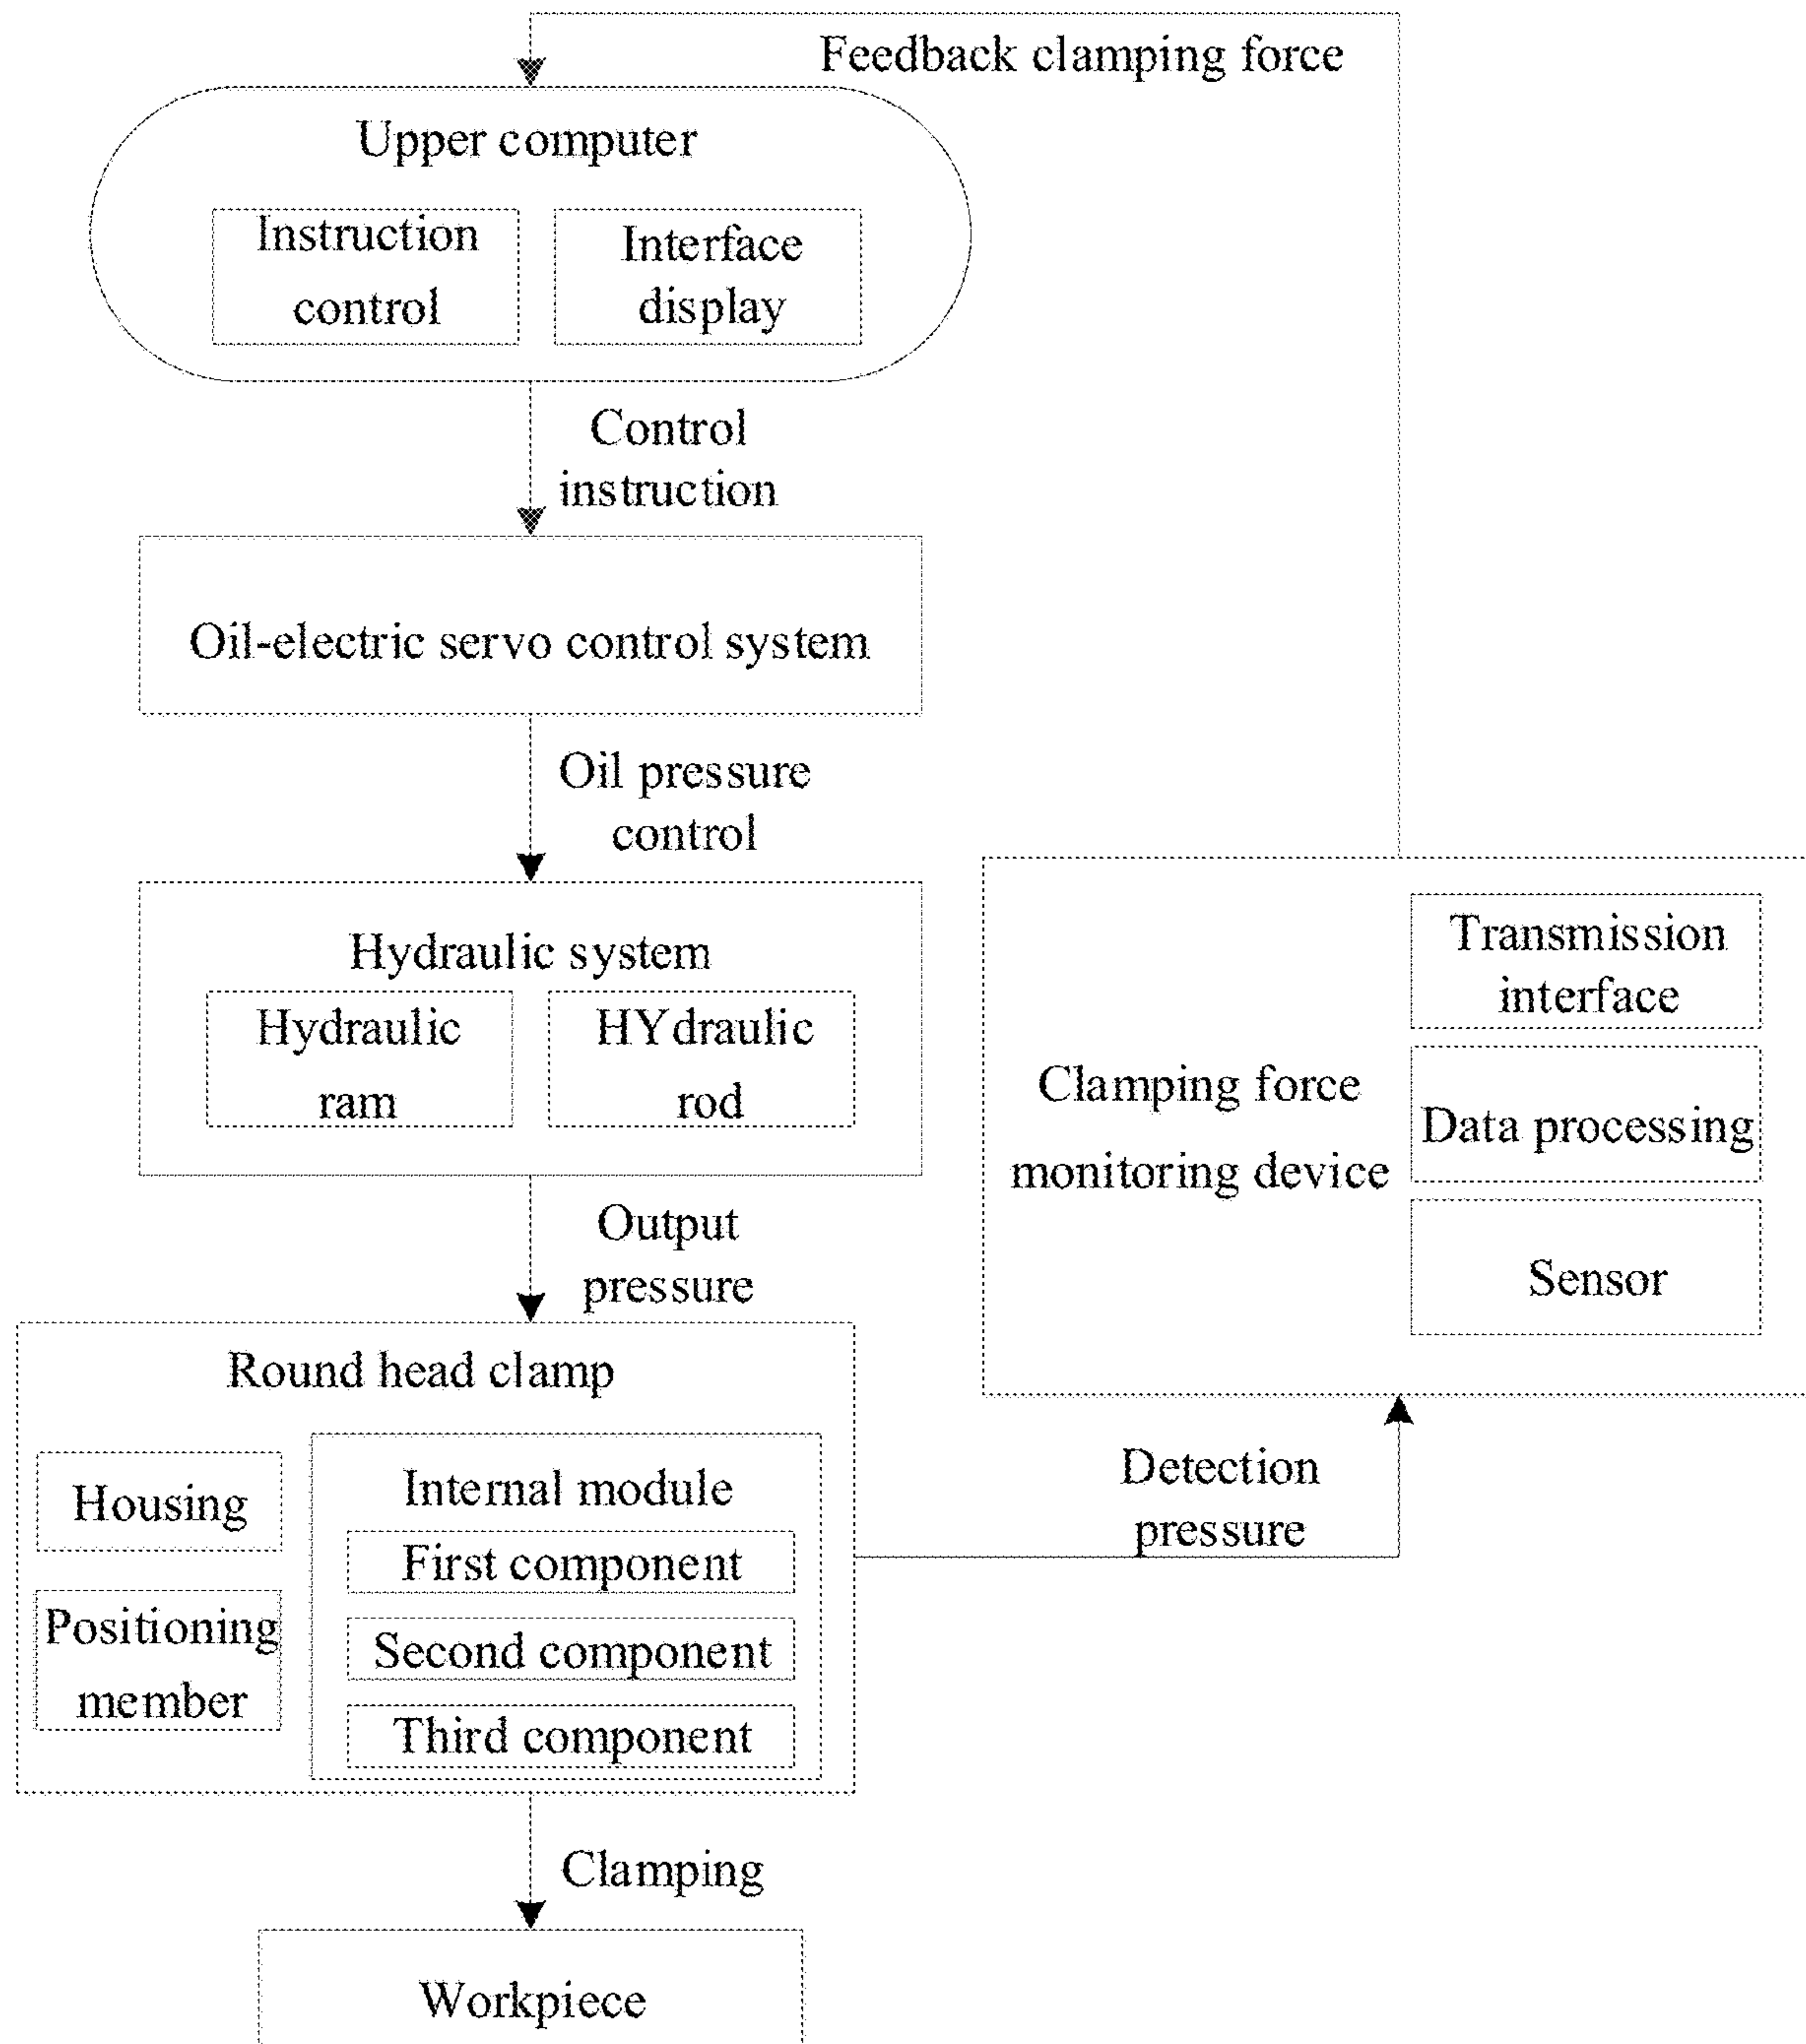 Feedback clamping force
Upper computer
Instruction
control
Interface
display
Control
instruction
Oil-electric servo control system
Oil pressure
control
Hydraulic system
Hydraulic
ram
HYdraulic
rod
Output
pressure
Round head clamp
Housing
Positioning
member
Internal module
First component
Second component
Third component
Clamping force
monitoring device
Transmission
interface
Data processing
Sensor
Detection
pressure
Clamping
Workpiece